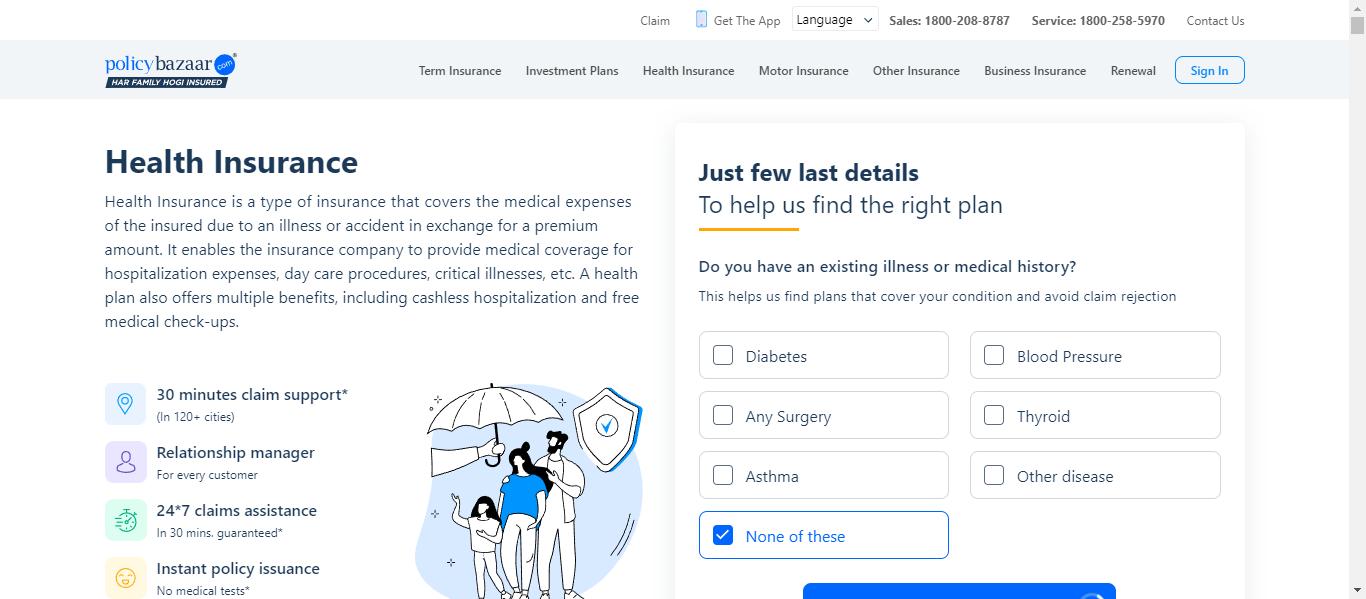 Claim
Get The App
Language
Sales: 1800-208-8787
Service: 1800-258-5970
Contact Us
policybazaar.com
HAR FAMILY HOGI INSURED
Term Insurance
Investment Plans
Health Insurance
Motor Insurance
Other Insurance
Business Insurance
Renewal
Sign In
Health Insurance
Health Insurance is a type of insurance that covers the medical expenses
of the insured due to an illness or accident in exchange for a premium
amount. It enables the insurance company to provide medical coverage for
hospitalization expenses, day care procedures, critical illnesses, etc. A health
plan also offers multiple benefits, including cashless hospitalization and free
medical check-ups.
30 minutes claim support*
(In 120+ cities)
Relationship manager
For every customer
24*7 claims assistance
In 30 mins. guaranteed*
Instant policy issuance
No medical tests*
Just few last details
To help us find the right plan
Do you have an existing illness or medical history?
This helps us find plans that cover your condition and avoid claim rejection
Diabetes
Blood Pressure
Any Surgery
Thyroid
Asthma
Other disease
None of these